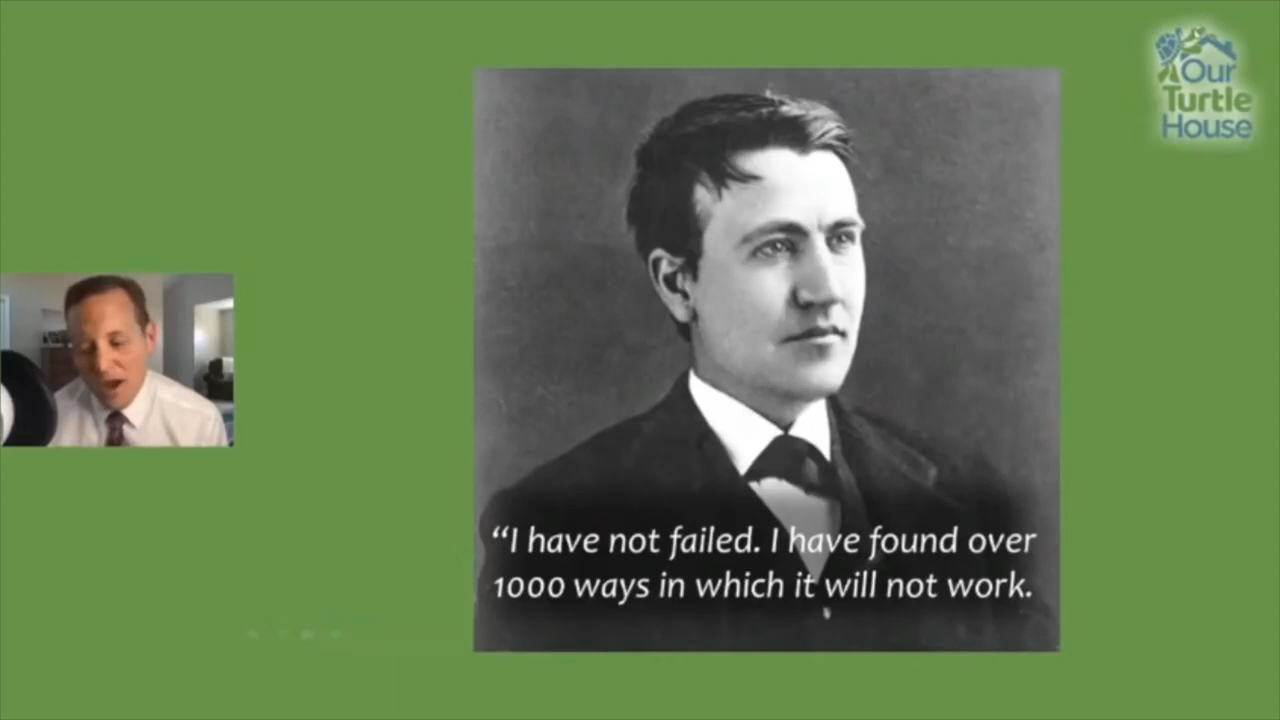 Our
Turtle
House
“I have not failed. I have found over
1000 ways in which it will not work.